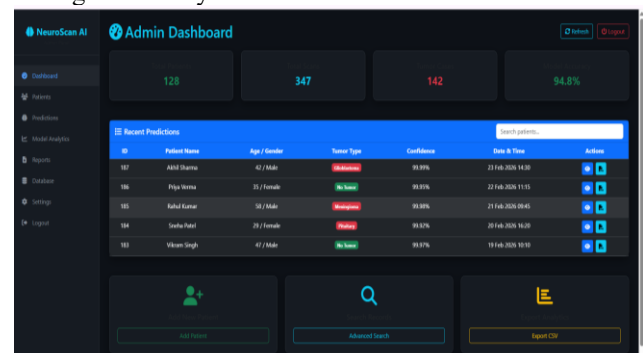 NeuroScan AI
Admin Dashboard
Refresh
Logout
Dashboard
Patients
Predictions
Model Analytics
Reports
Database
Settings
Logout
128
347
142
94.8%
Recent Predictions
Search patients...
ID Patient Name Age / Gender Tumor Type Confidence Date & Time Actions
187 Akhil Sharma 42 / Male Glioblastoma 99.99% 23 Feb 2026 14:30
186 Priya Verma 35 / Female No Tumor 99.95% 22 Feb 2026 11:15
185 Rahul Kumar 58 / Male Meningioma 99.98% 21 Feb 2026 09:45
184 Sneha Patel 29 / Female Pituitary 99.92% 20 Feb 2026 16:20
183 Vikram Singh 47 / Male No Tumor 99.97% 19 Feb 2026 10:10
Add Patient
Advanced Search
Export CSV